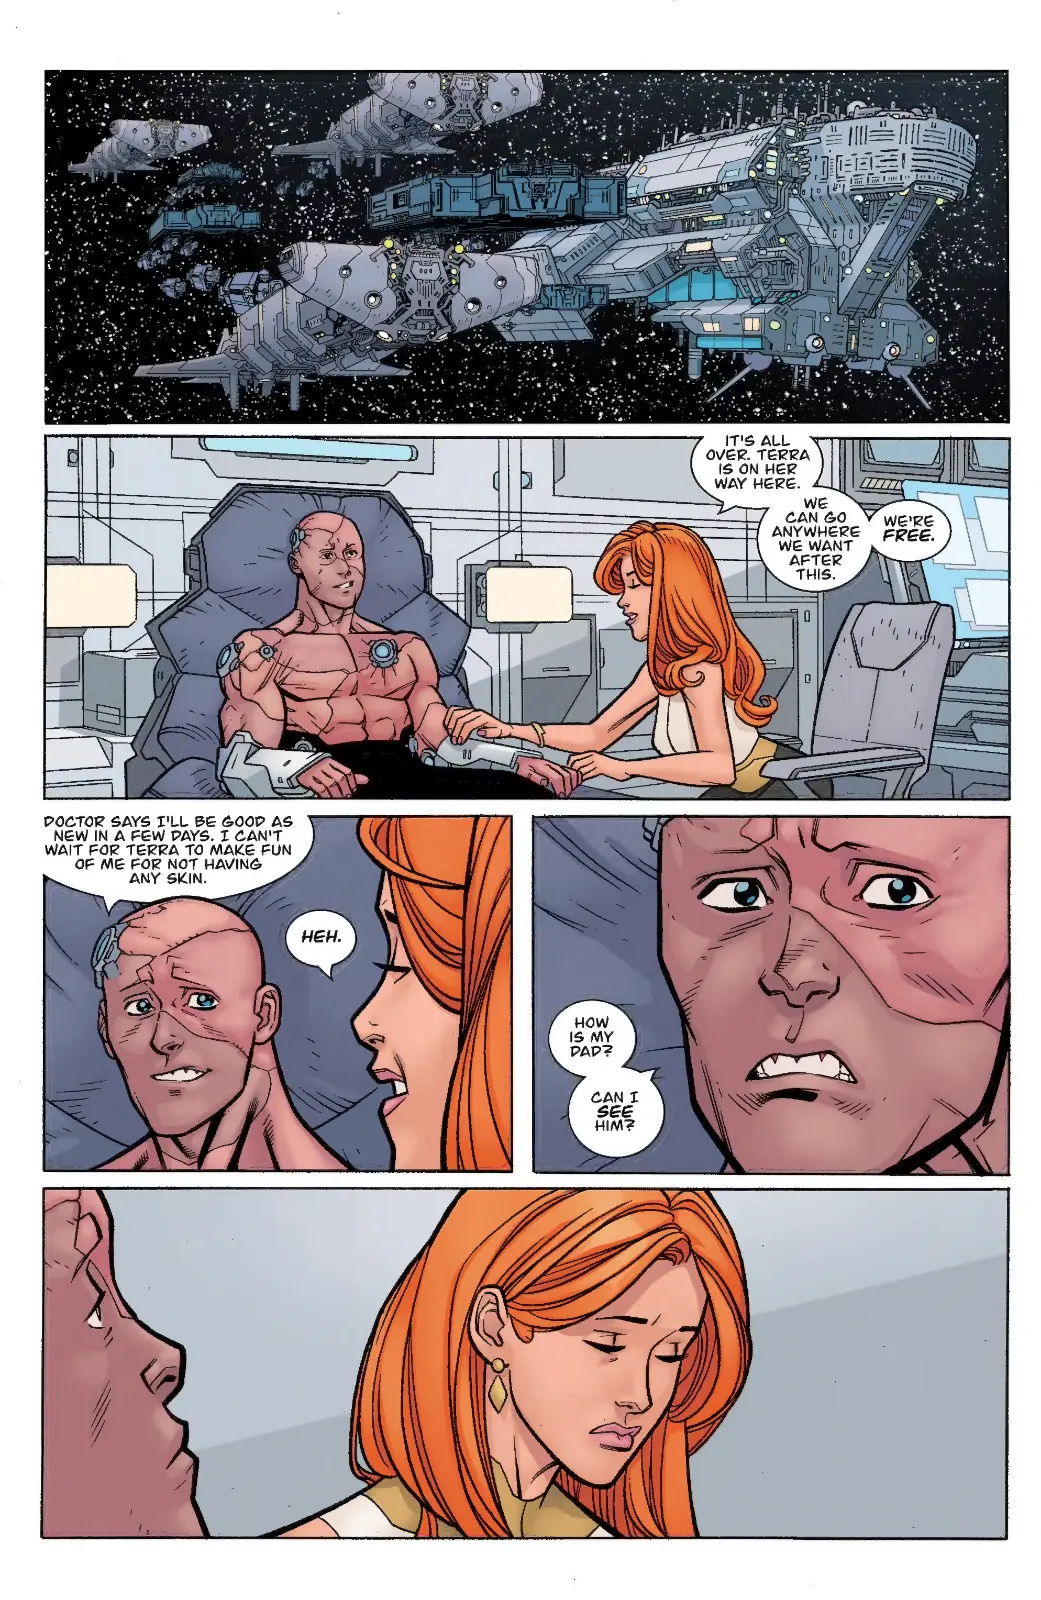 IT'S ALL
OVER. TERRA
IS ON HER
WAY HERE.
WE
CAN GO
ANYWHERE
WE WANT
AFTER
THIS.
WE'RE
FREE.
DOCTOR SAYS I'LL BE GOOD AS
NEW IN A FEW DAYS. I CAN'T
WAIT FOR TERRA TO MAKE FUN
OF ME FOR NOT HAVING
ANY SKIN.
HEH.
HOW
IS MY
DAD?
CAN I
SEE
HIM?